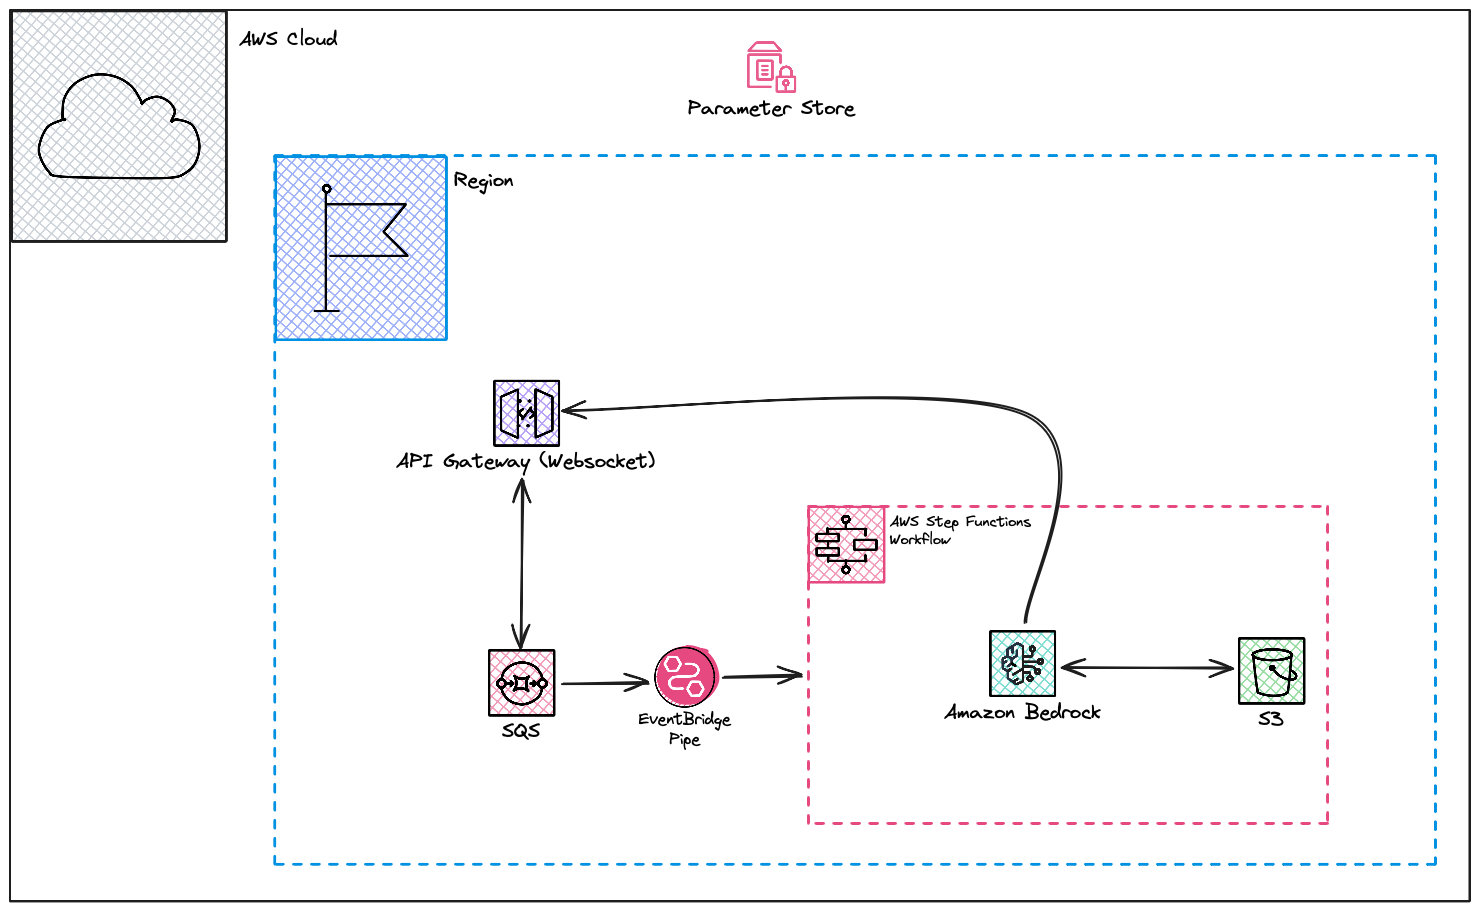 AWS Cloud
Parameter Store
Region
API Gateway (Websocket)
AWS Step Functions
Workflow
SQS
EventBridge
Pipe
Amazon Bedrock
S3